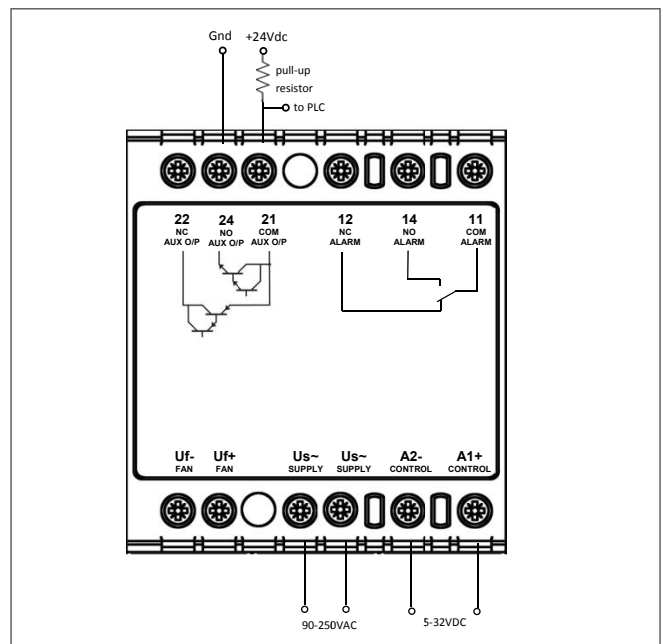 Gnd +24Vdc
pull-up
resistor
to PLC
22 24 21 12 14 11
NC NO COM NC NO COM
AUX O/P AUX O/P AUX O/P ALARM ALARM ALARM
Uf- Uf+ Us~ Us~ A2- A1+
FAN FAN SUPPLY SUPPLY CONTROL CONTROL
90-250VAC 5-32VDC